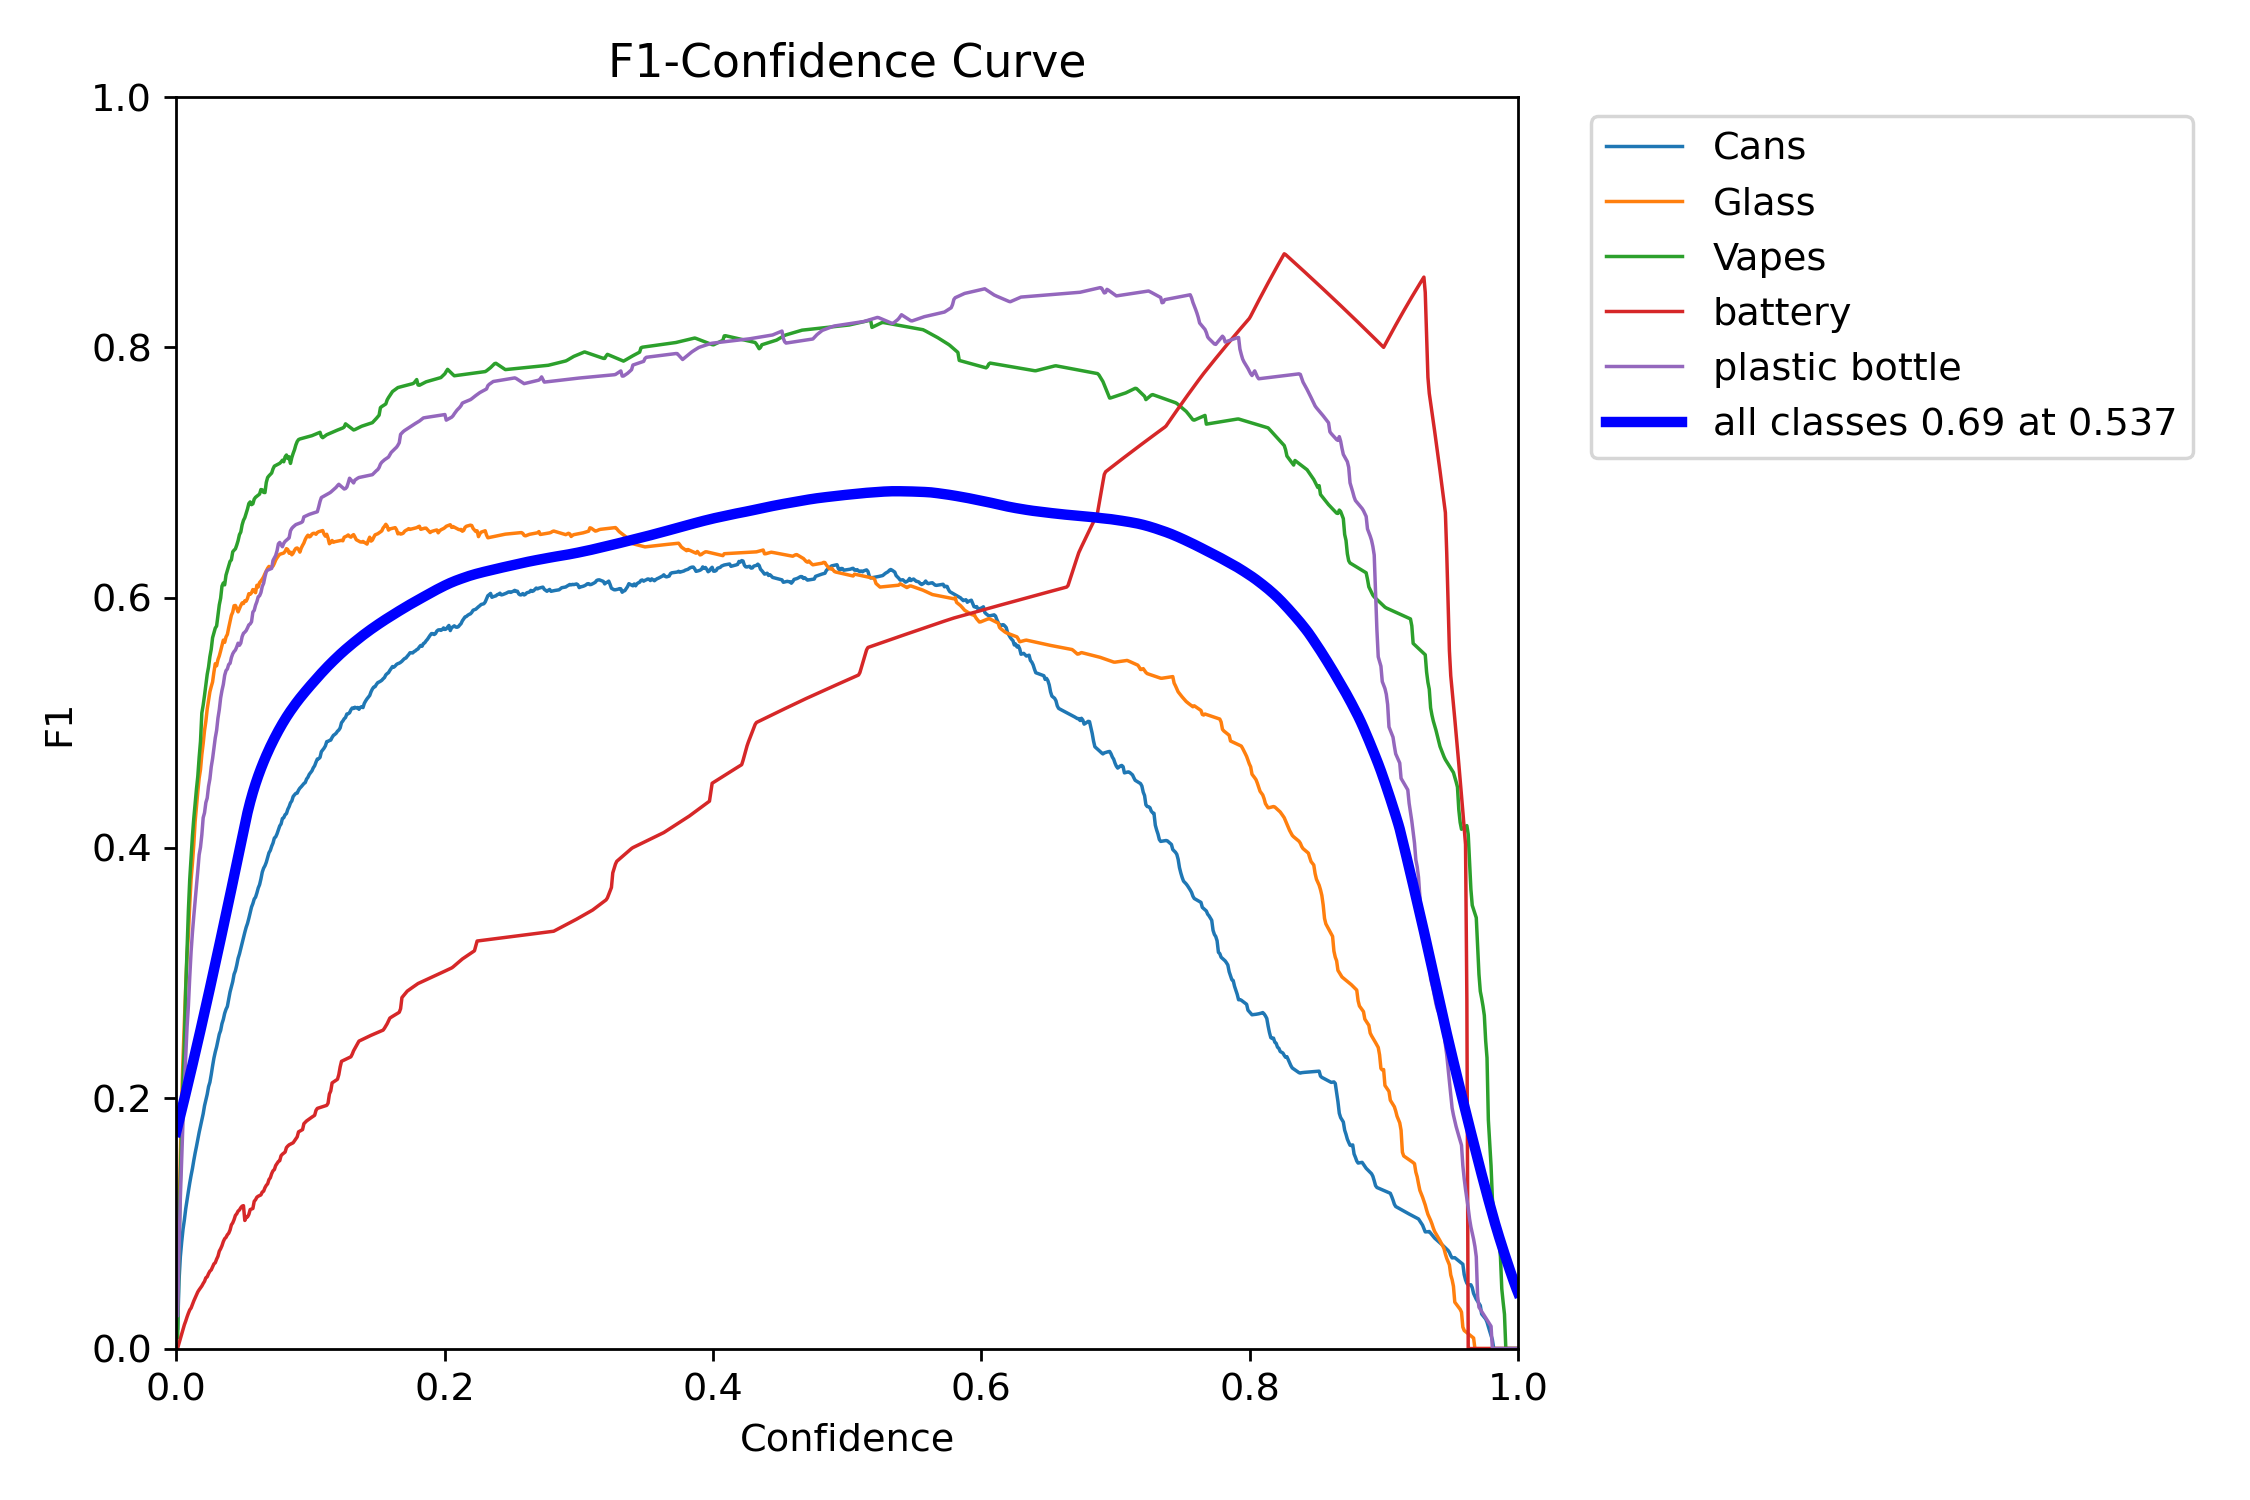 F1-Confidence Curve
1.0
0.8
0.6
0.4
0.2
0.0
F1
0.0 0.2 0.4 0.6 0.8 1.0
Confidence
Cans
Glass
Vapes
battery
plastic bottle
all classes 0.69 at 0.537